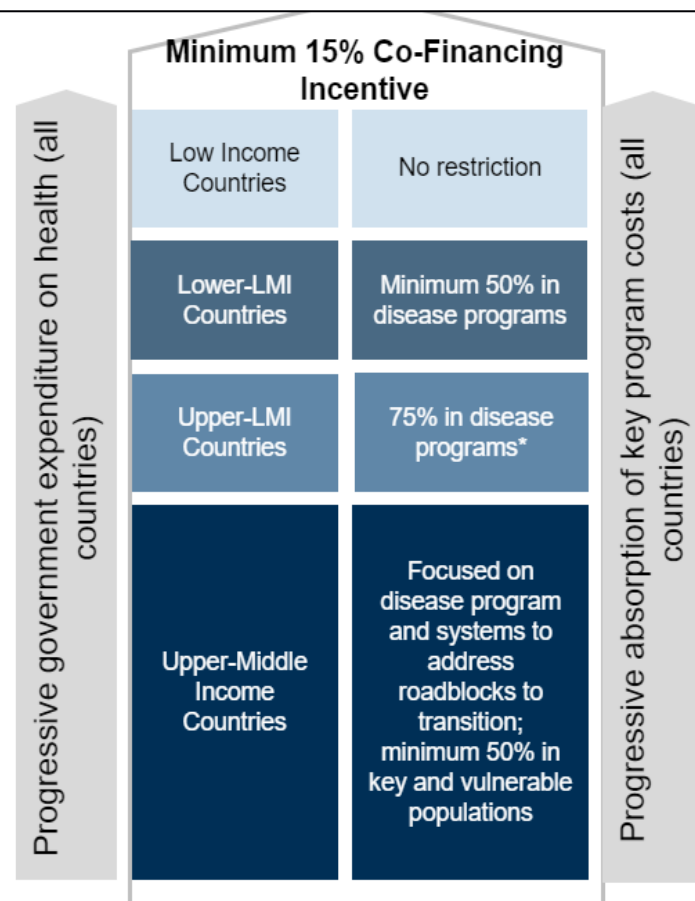 Minimum 15% Co-Financing
Incentive
Progressive government expenditure on health (all
countries)
Low Income
Countries
No restriction
Lower-LMI
Countries
Minimum 50% in
disease programs
Upper-LMI
Countries
75% in disease
programs*
Upper-Middle
Income
Countries
Focused on
disease program
and systems to
address
roadblocks to
transition;
minimum 50% in
key and vulnerable
populations
Progressive absorption of key program costs (all
countries)